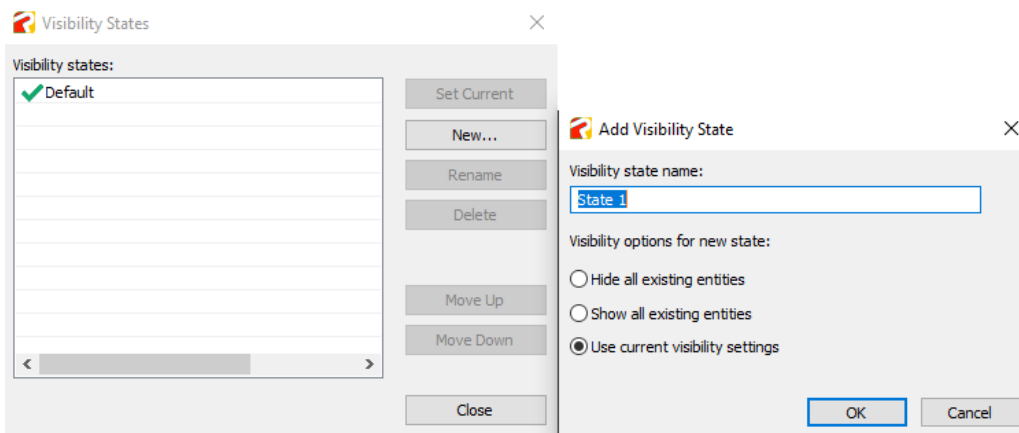 Visibility States
Visibility states:
Default
Set Current
New...
Rename
Delete
Move Up
Move Down
Close
Add Visibility State
Visibility state name:
State 1
Visibility options for new state:
Hide all existing entities
Show all existing entities
Use current visibility settings
OK
Cancel